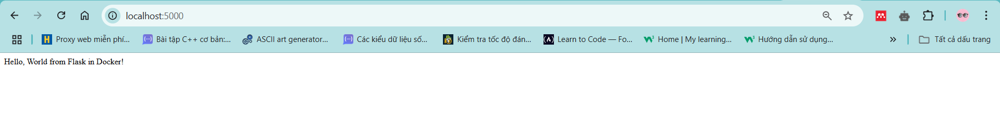 localhost:5000
Proxy web miễn phí... Bài tập C++ cơ bản:... ASCII art generator... Các kiểu dữ liệu số... Kiểm tra tốc độ đán... Learn to Code — Fo... Home | My learning... Hướng dẫn sử dụng... » Tất cả dấu trang
Hello, World from Flask in Docker!